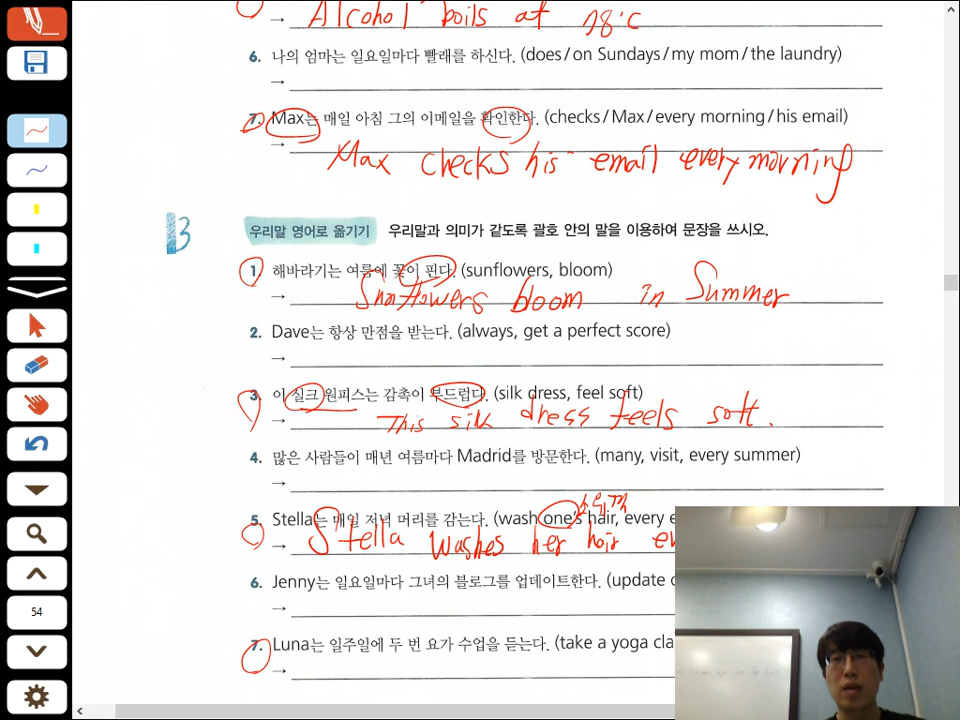 → Alcohol boils at 78°C
6. 나의 엄마는 일요일마다 빨래를 하신다. (does / on Sundays / my mom / the laundry)
→
7. Max는 매일 아침 그의 이메일을 확인한다. (checks / Max / every morning / his email)
→ Max checks his email every morning
B 우리말 영어로 옮기기 우리말과 의미가 같도록 괄호 안의 말을 이용하여 문장을 쓰시오.
1. 해바라기는 여름에 꽃이 핀다. (sunflowers, bloom)
→ Sunflowers bloom in Summer
2. Dave는 항상 만점을 받는다. (always, get a perfect score)
→
3. 이 실크 원피스는 감촉이 부드럽다. (silk dress, feel soft)
→ This silk dress feels soft.
4. 많은 사람들이 매년 여름마다 Madrid를 방문한다. (many, visit, every summer)
→
소유격
5. Stella는 매일 저녁 머리를 감는다. (wash one's hair, every e
→ Stella washes her hair ev
6. Jenny는 일요일마다 그녀의 블로그를 업데이트한다. (update
→
7. Luna는 일주일에 두 번 요가 수업을 듣는다. (take a yoga cla
→
54